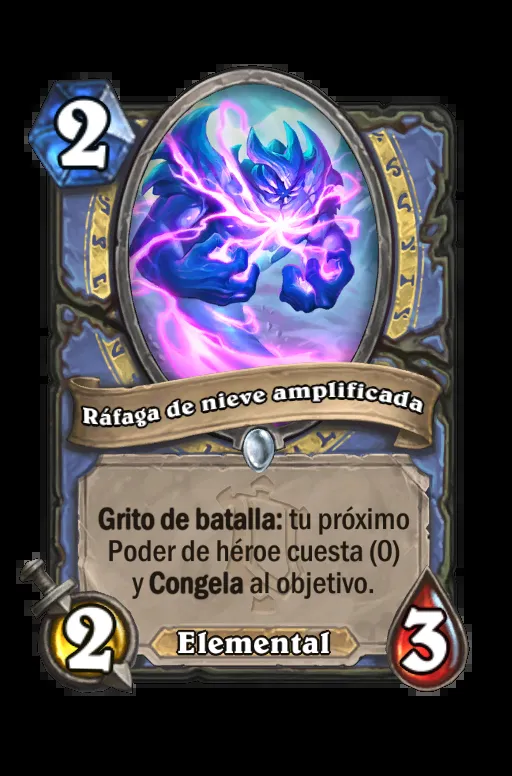 2
Ráfaga de nieve amplificada
Grito de batalla: tu próximo
Poder de héroe cuesta (0)
y Congela al objetivo.
2
Elemental
3